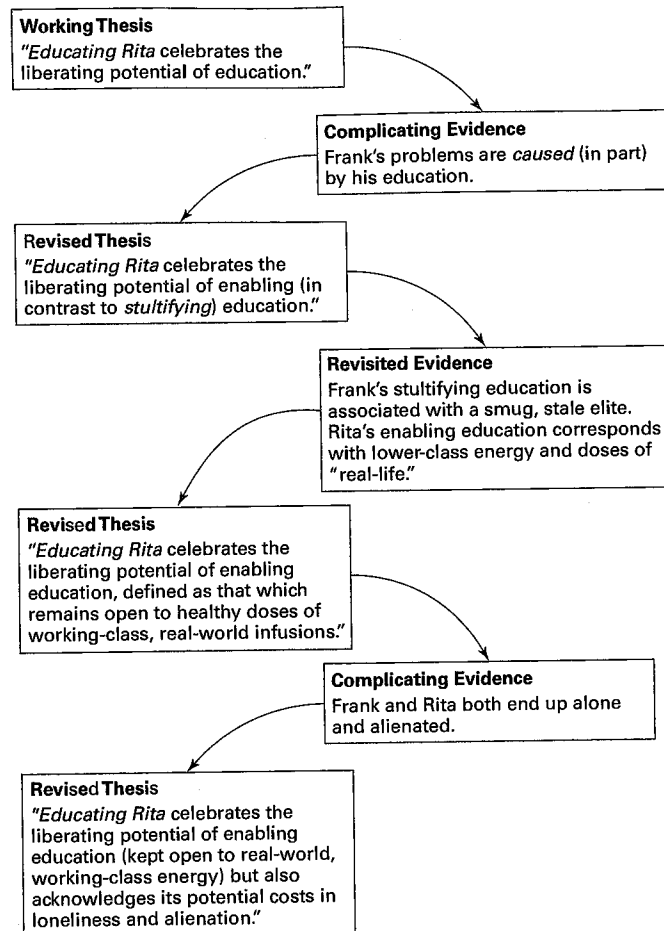 Working Thesis
"Educating Rita celebrates the
liberating potential of education."
Complicating Evidence
Frank's problems are caused (in part)
by his education.
Revised Thesis
"Educating Rita celebrates the
liberating potential of enabling (in
contrast to stultifying) education."
Revisited Evidence
Frank's stultifying education is
associated with a smug, stale elite.
Rita's enabling education corresponds
with lower-class energy and doses of
"real-life."
Revised Thesis
"Educating Rita celebrates the
liberating potential of enabling
education, defined as that which
remains open to healthy doses of
working-class, real-world infusions."
Complicating Evidence
Frank and Rita both end up alone
and alienated.
Revised Thesis
"Educating Rita celebrates the
liberating potential of enabling
education (kept open to real-world,
working-class energy) but also
acknowledges its potential costs in
loneliness and alienation."